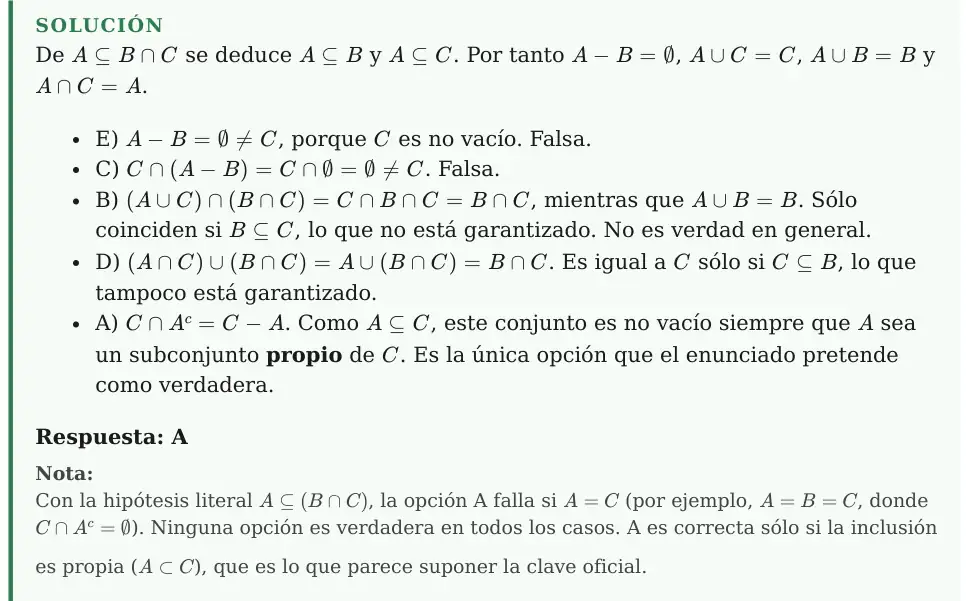 SOLUCIÓN
De A ⊆ B ∩ C se deduce A ⊆ B y A ⊆ C. Por tanto A − B = ∅, A ∪ C = C, A ∪ B = B y
A ∩ C = A.
• E) A − B = ∅ ≠ C, porque C es no vacío. Falsa.
• C) C ∩ (A − B) = C ∩ ∅ = ∅ ≠ C. Falsa.
• B) (A ∪ C) ∩ (B ∩ C) = C ∩ B ∩ C = B ∩ C, mientras que A ∪ B = B. Sólo
coinciden si B ⊆ C, lo que no está garantizado. No es verdad en general.
• D) (A ∩ C) ∪ (B ∩ C) = A ∪ (B ∩ C) = B ∩ C. Es igual a C sólo si C ⊆ B, lo que
tampoco está garantizado.
• A) C ∩ Aᶜ = C − A. Como A ⊆ C, este conjunto es no vacío siempre que A sea
un subconjunto propio de C. Es la única opción que el enunciado pretende
como verdadera.
Respuesta: A
Nota:
Con la hipótesis literal A ⊆ (B ∩ C), la opción A falla si A = C (por ejemplo, A = B = C, donde
C ∩ Aᶜ = ∅). Ninguna opción es verdadera en todos los casos. A es correcta sólo si la inclusión
es propia (A ⊂ C), que es lo que parece suponer la clave oficial.